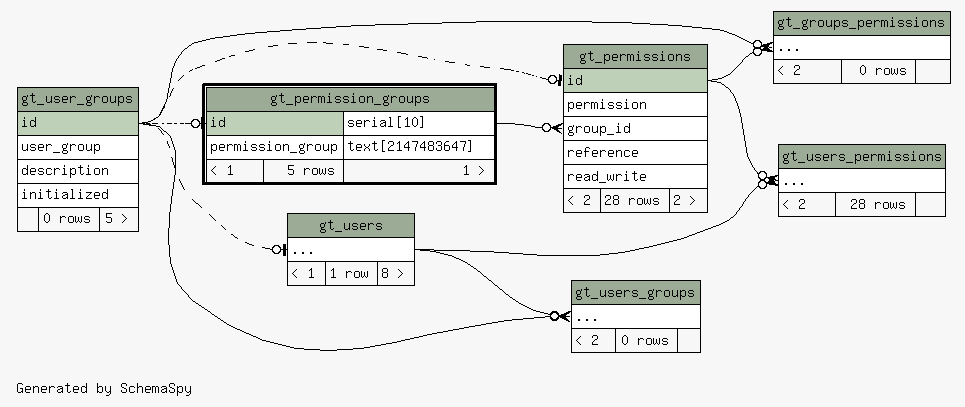 gt_user_groups
id
user_group
description
initialized
0 rows 5 >
gt_permission_groups
id serial[10]
permission_group text[2147483647]
< 1 5 rows 1 >
gt_users
...
< 1 1 row 8 >
gt_permissions
id
permission
group_id
reference
read_write
< 2 28 rows 2 >
gt_groups_permissions
...
< 2 0 rows
gt_users_permissions
...
< 2 28 rows
gt_users_groups
...
< 2 0 rows
Generated by SchemaSpy